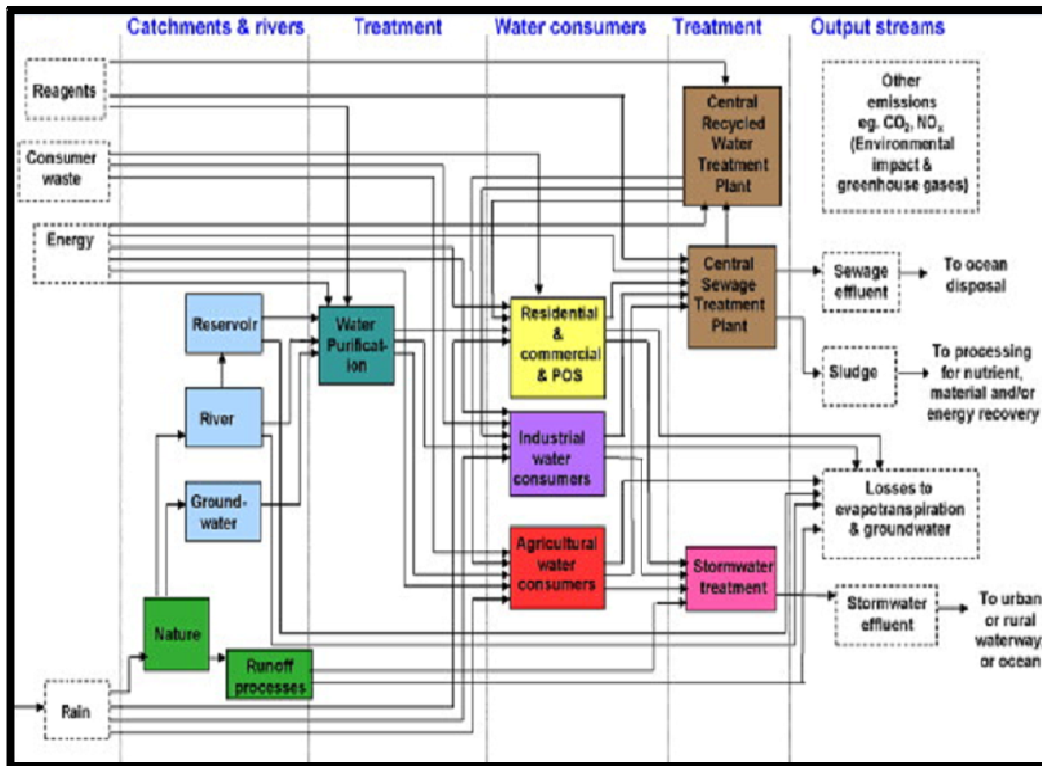 Catchments & rivers
Treatment
Water consumers
Treatment
Output streams
Reagents
Consumer
waste
Energy
Rain
Reservoir
River
Ground-
water
Nature
Runoff
processes
Water
Purificat-
ion
Residential
&
commercial
& POS
Industrial
water
consumers
Agricultural
water
consumers
Central
Recycled
Water
Treatment
Plant
Central
Sewage
Treatment
Plant
Stormwater
treatment
Other
emissions
eg. CO₂, NOₓ
(Environmental
impact &
greenhouse gases)
Sewage
effluent
To ocean
disposal
Sludge
To processing
for nutrient,
material and/or
energy recovery
Losses to
evapotranspiration
& groundwater
Stormwater
effluent
To urban
or rural
waterway
or ocean